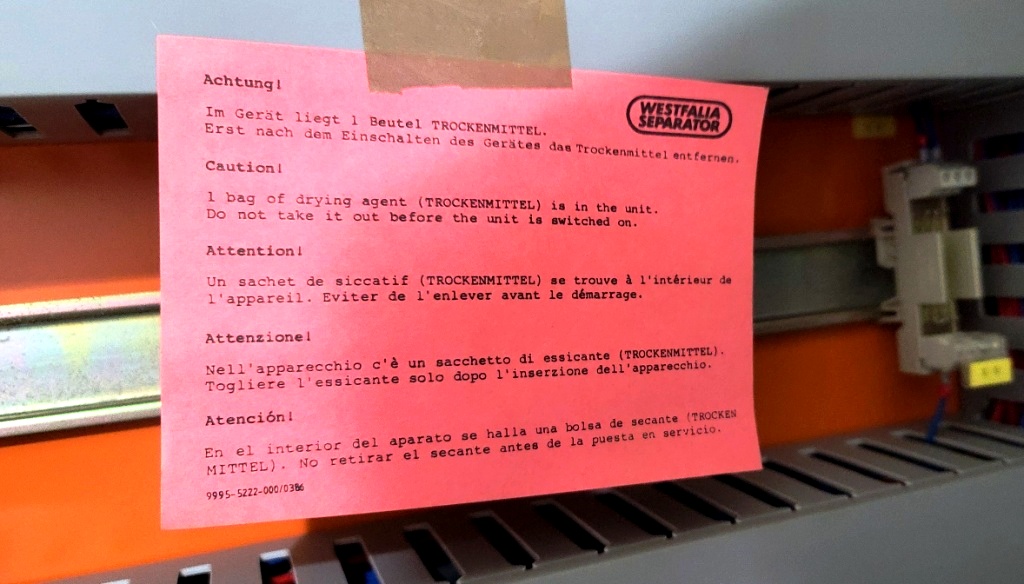 Achtung!
WESTFALIA
SEPARATOR
Im Gerät liegt 1 Beutel TROCKENMITTEL.
Erst nach dem Einschalten des Gerätes das Trockenmittel entfernen.
Caution!
1 bag of drying agent (TROCKENMITTEL) is in the unit.
Do not take it out before the unit is switched on.
Attention!
Un sachet de siccatif (TROCKENMITTEL) se trouve à l'intérieur de
l'appareil. Eviter de l'enlever avant le démarrage.
Attenzione!
Nell'apparecchio c'è un sacchetto di essicante (TROCKENMITTEL).
Togliere l'essicante solo dopo l'inserzione dell'apparecchio.
Atención!
En el interior del aparato se halla una bolsa de secante (TROCKEN
MITTEL). No retirar el secante antes de la puesta en servicio.
9995-5222-000/0386